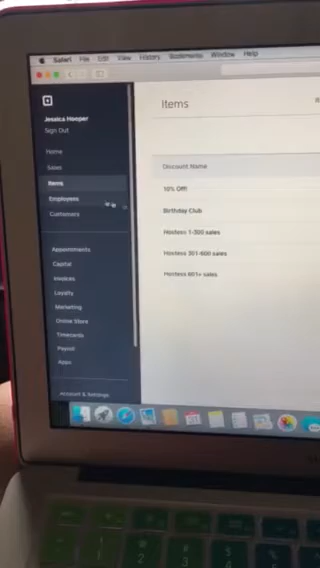 Safari File Edit View History Bookmarks Window Help
Jessica Hooper
Sign Out
Items
Home
Sales
Items
Employees
Customers
Discount Name
10% Off!
Birthday Club
Hostess 1-300 sales
Hostess 301-600 sales
Hostess 601+ sales
Appointments
Capital
Invoices
Loyalty
Marketing
Online Store
Timecards
Payroll
Apps
Account & Settings